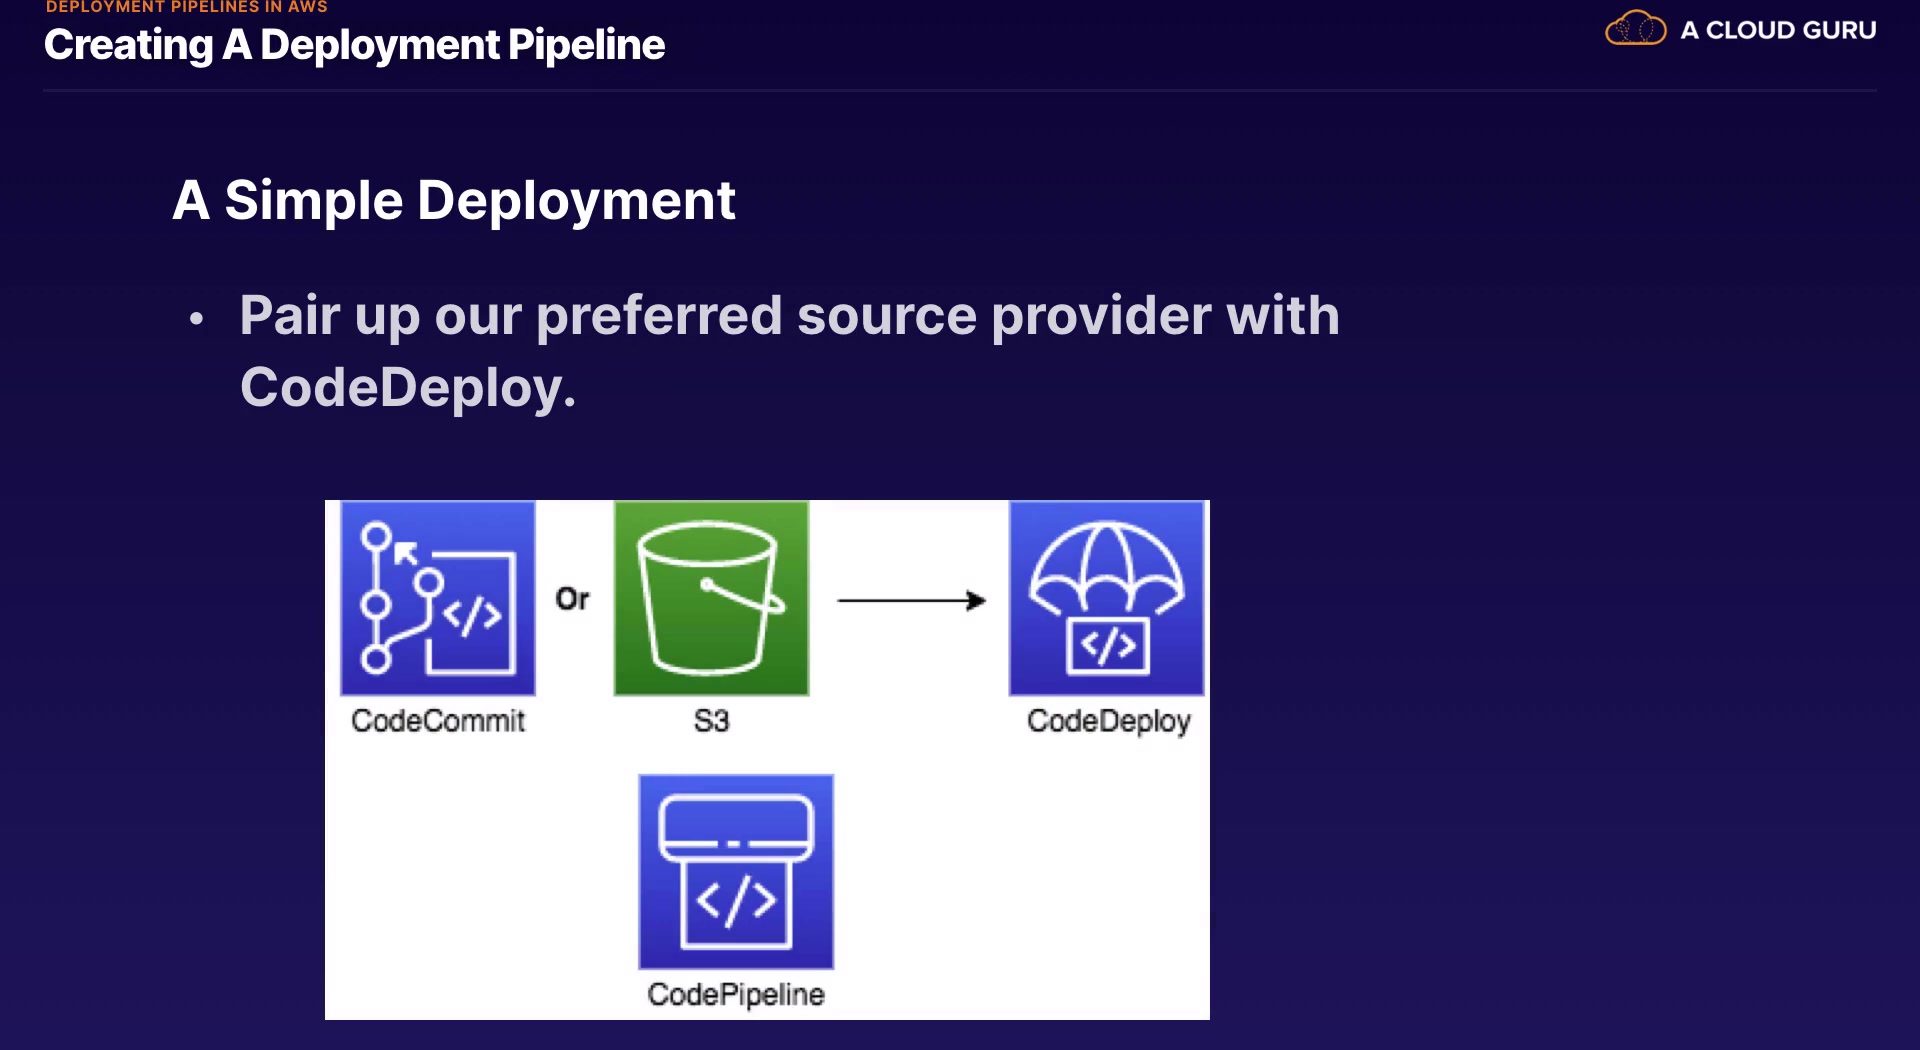 DEPLOYMENT PIPELINES IN AWS
Creating A Deployment Pipeline
A CLOUD GURU
A Simple Deployment
• Pair up our preferred source provider with
CodeDeploy.
Or
</>
</>
CodeCommit
S3
CodeDeploy
</>
CodePipeline